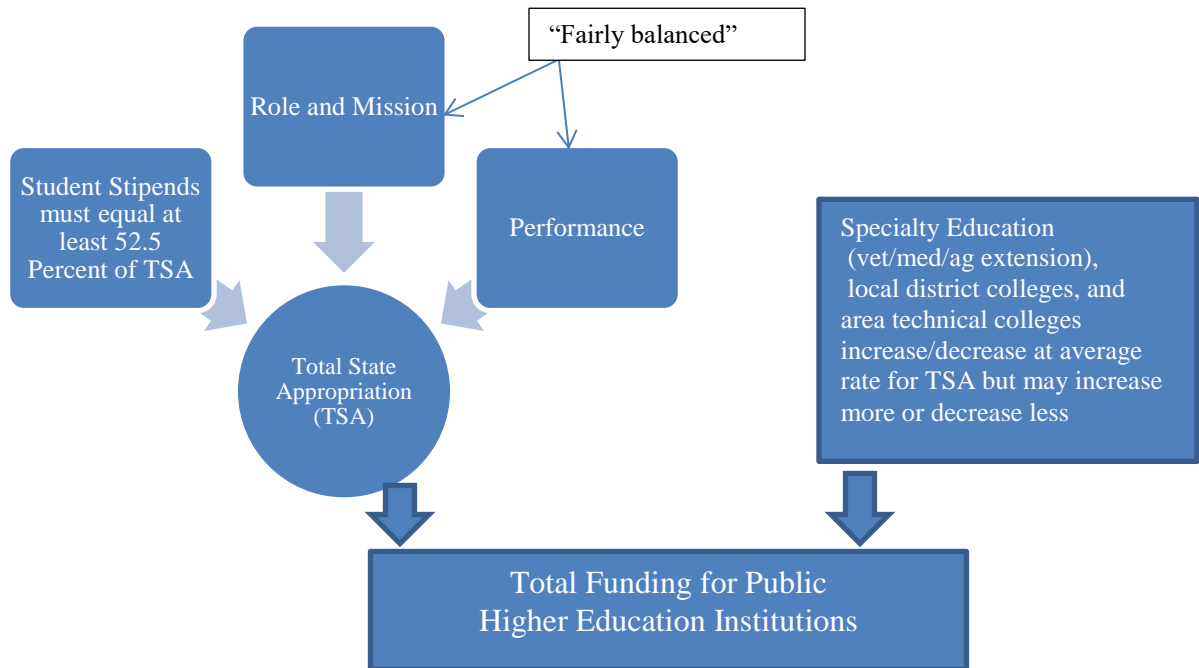 “Fairly balanced”
Role and Mission
Student Stipends
must equal at
least 52.5
Percent of TSA
Performance
Specialty Education
(vet/med/ag extension),
local district colleges, and
area technical colleges
increase/decrease at average
rate for TSA but may increase
more or decrease less
Total State
Appropriation
(TSA)
Total Funding for Public
Higher Education Institutions